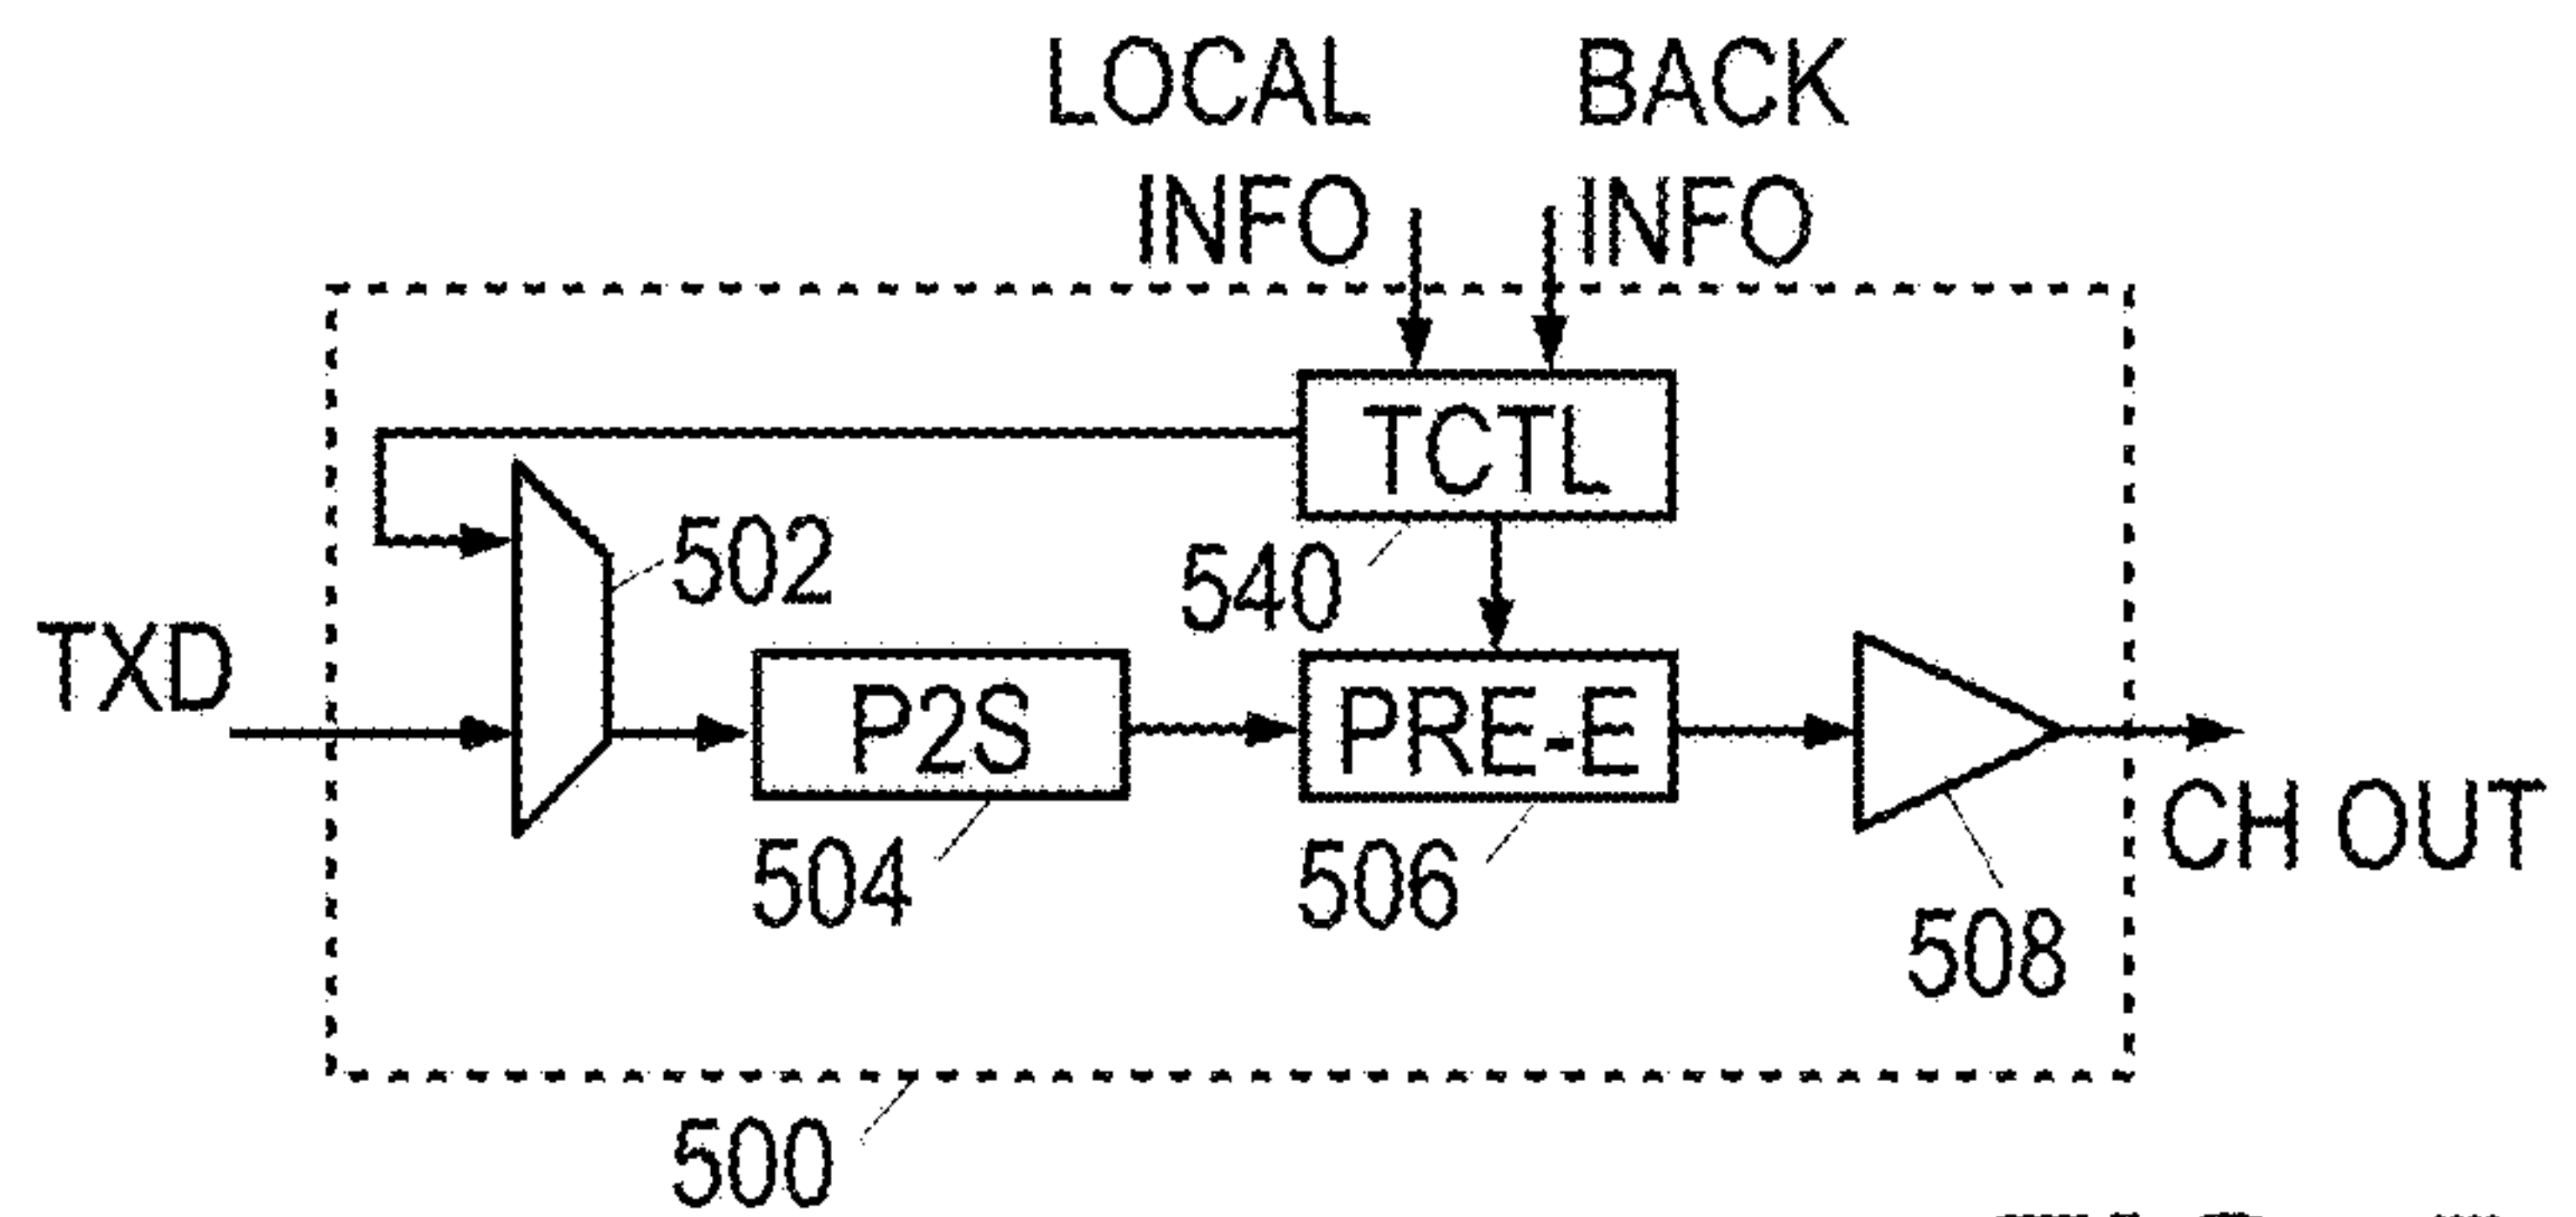 LOCAL INFO
BACK INFO
TCTL
540
502
TXD
P2S
504
PRE-E
506
508
CH OUT
500